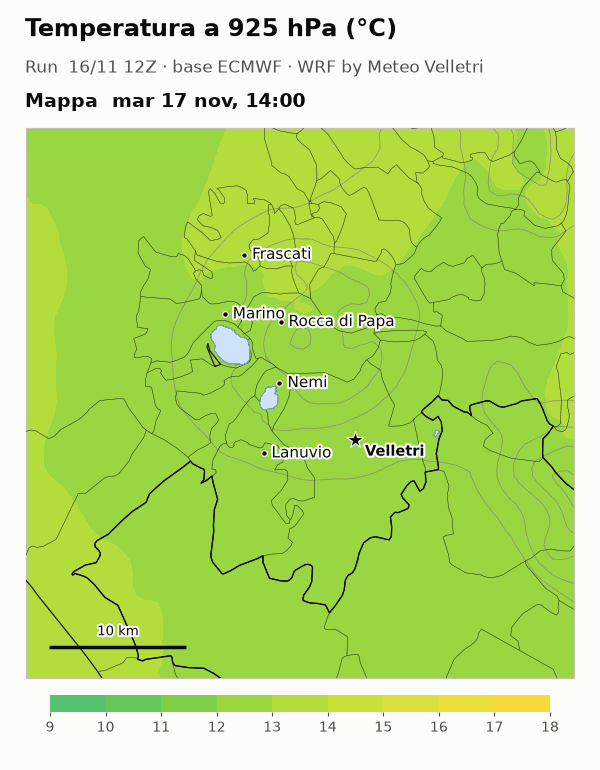 Temperatura a 925 hPa (°C)
Run  16/11 12Z · base ECMWF · WRF by Meteo Velletri
Mappa  mar 17 nov, 14:00
Frascati
Marino
Rocca di Papa
Nemi
Velletri
Lanuvio
10 km
9 10 11 12 13 14 15 16 17 18